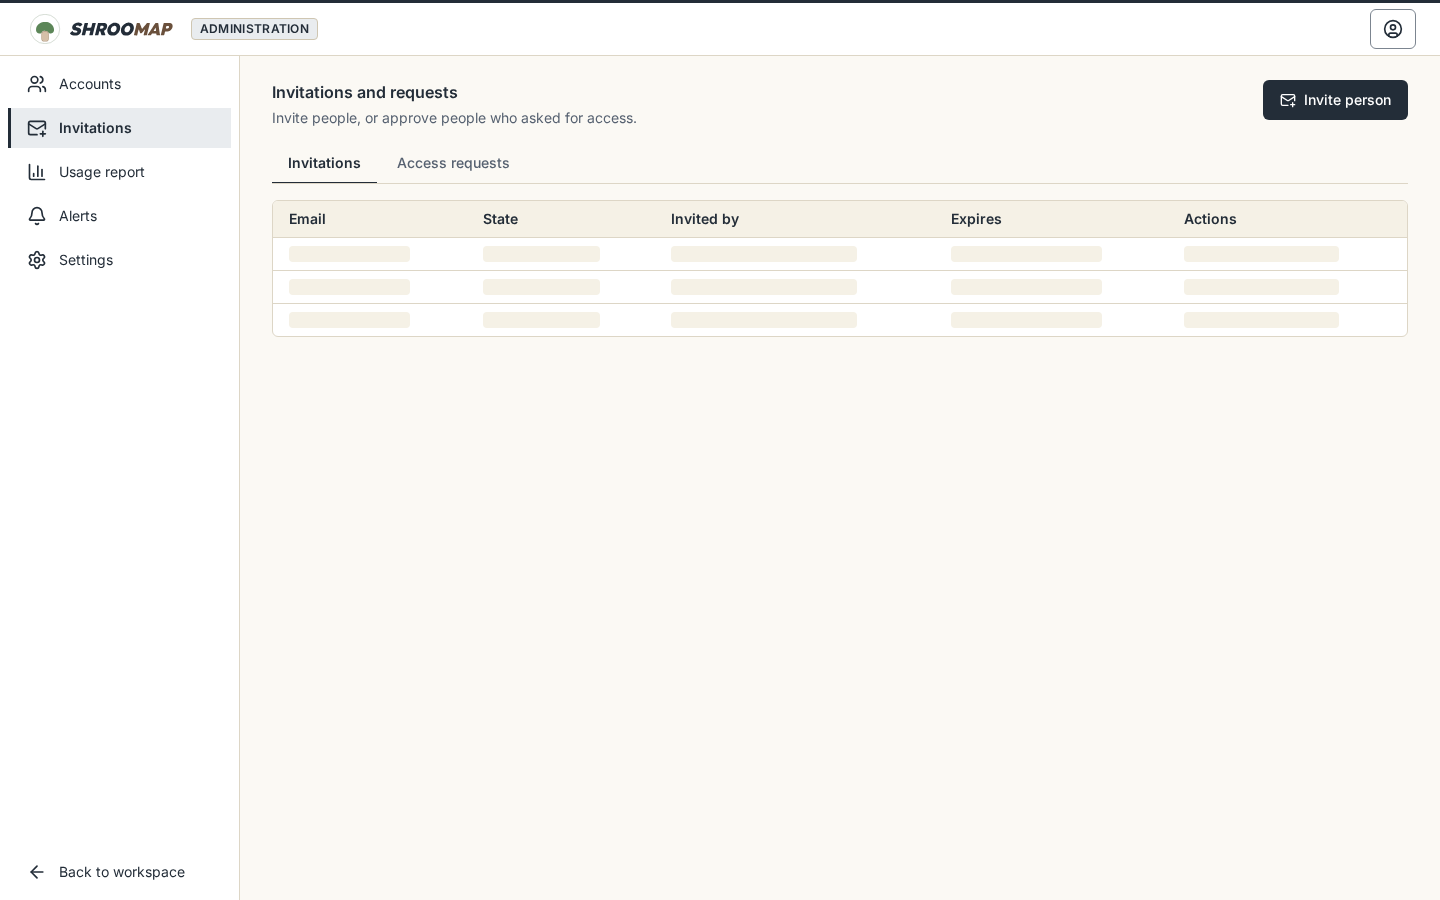 SHROOMAP
ADMINISTRATION
Accounts
Invitations
Usage report
Alerts
Settings
Back to workspace
Invitations and requests
Invite people, or approve people who asked for access.
Invite person
Invitations
Access requests
Email
State
Invited by
Expires
Actions